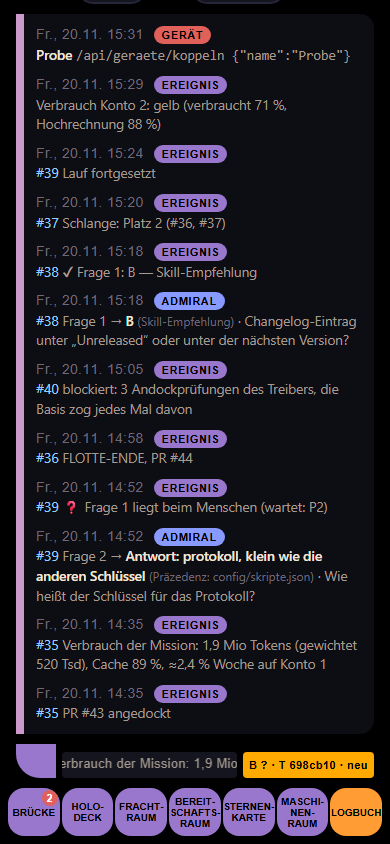 Fr., 20.11. 15:31 GERÄT
Probe /api/geraete/koppeln {"name":"Probe"}
Fr., 20.11. 15:29 EREIGNIS
Verbrauch Konto 2: gelb (verbraucht 71 %,
Hochrechnung 88 %)
Fr., 20.11. 15:24 EREIGNIS
#39 Lauf fortgesetzt
Fr., 20.11. 15:20 EREIGNIS
#37 Schlange: Platz 2 (#36, #37)
Fr., 20.11. 15:18 EREIGNIS
#38 ✓ Frage 1: B — Skill-Empfehlung
Fr., 20.11. 15:18 ADMIRAL
#38 Frage 1 → B (Skill-Empfehlung) · Changelog-Eintrag
unter „Unreleased“ oder unter der nächsten Version?
Fr., 20.11. 15:05 EREIGNIS
#40 blockiert: 3 Andockprüfungen des Treibers, die
Basis zog jedes Mal davon
Fr., 20.11. 14:58 EREIGNIS
#36 FLOTTE-ENDE, PR #44
Fr., 20.11. 14:52 EREIGNIS
#39 ❓ Frage 1 liegt beim Menschen (wartet: P2)
Fr., 20.11. 14:52 ADMIRAL
#39 Frage 2 → Antwort: protokoll, klein wie die
anderen Schlüssel (Präzedenz: config/skripte.json) · Wie
heißt der Schlüssel für das Protokoll?
Fr., 20.11. 14:35 EREIGNIS
#35 Verbrauch der Mission: 1,9 Mio Tokens (gewichtet
520 Tsd), Cache 89 %, ≈2,4 % Woche auf Konto 1
Fr., 20.11. 14:35 EREIGNIS
#35 PR #43 angedockt
erbrauch der Mission: 1,9 Mio
B ? · T 698cb10 · neu
BRÜCKE 2
HOLO-
DECK
FRACHT-
RAUM
BEREIT-
SCHAFTS-
RAUM
STERNEN-
KARTE
MASCHI-
NEN-
RAUM
LOGBUCH